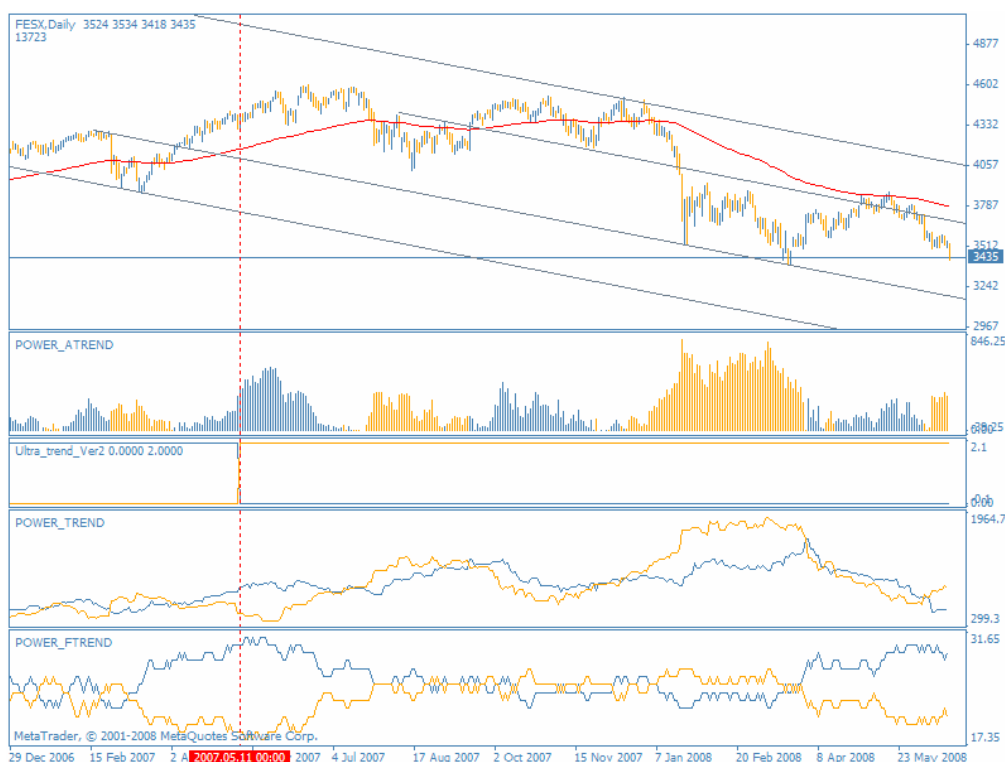 FESX,Daily 3524 3534 3418 3435
13723
4877
4602
4332
4057
3787
3512
3435
3242
2967
POWER_ATREND
846.25
Ultra_trend_Ver2 0.0000 2.0000
2.1
POWER_TREND
1964.7
299.3
POWER_FTREND
31.65
17.35
MetaTrader, © 2001-2008 MetaQuotes Software Corp.
29 Dec 2006 15 Feb 2007 2 A 2007.05.11 00:00 2007 4 Jul 2007 17 Aug 2007 2 Oct 2007 15 Nov 2007 7 Jan 2008 20 Feb 2008 8 Apr 2008 23 May 2008